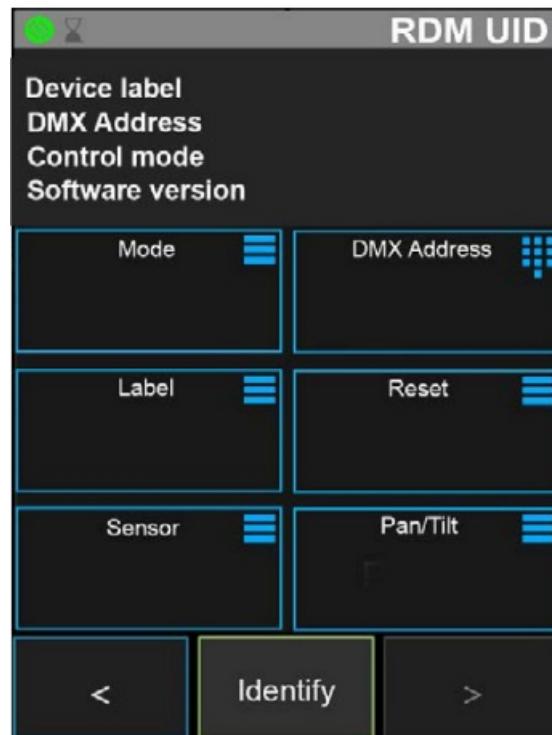 RDM UID
Device label
DMX Address
Control mode
Software version
Mode
DMX Address
Label
Reset
Sensor
Pan/Tilt
<
Identify
>